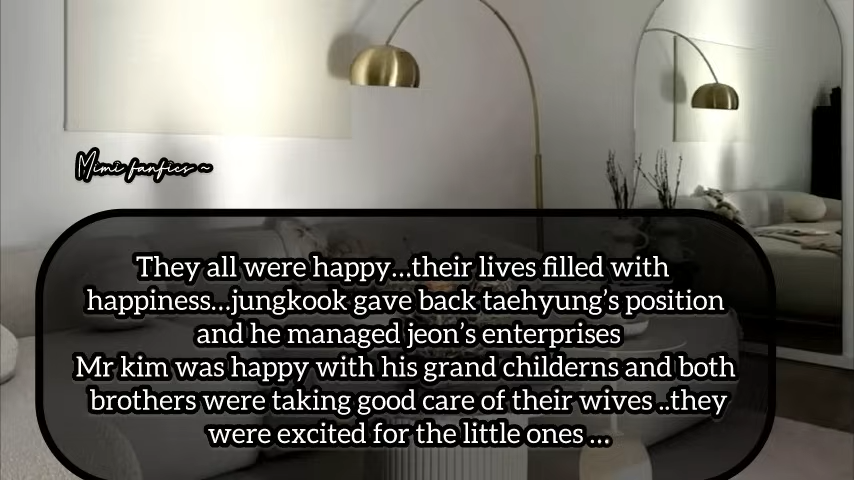 Mimi fanfics ~
They all were happy...their lives filled with
happiness...jungkook gave back taehyung's position
and he managed jeon's enterprises
Mr kim was happy with his grand childerns and both
brothers were taking good care of their wives ..they
were excited for the little ones ...